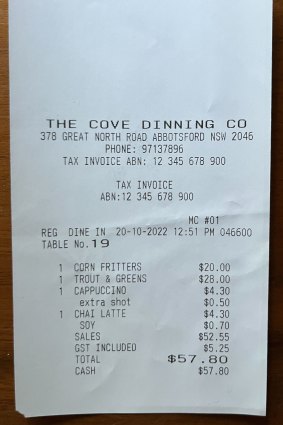 THE COVE DINNING CO
378 GREAT NORTH ROAD ABBOTSFORD NSW 2046
PHONE: 97137896
TAX INVOICE ABN: 12 345 678 900
TAX INVOICE
ABN:12 345 678 900
MC #01
REG DINE IN 20-10-2022 12:51 PM 046600
TABLE No.19
1 CORN FRITTERS $20.00
1 TROUT & GREENS $28.00
1 CAPPUCCINO $4.30
extra shot $0.50
1 CHAI LATTE $4.30
SOY $0.70
SALES $52.55
GST INCLUDED $5.25
TOTAL $57.80
CASH $57.80